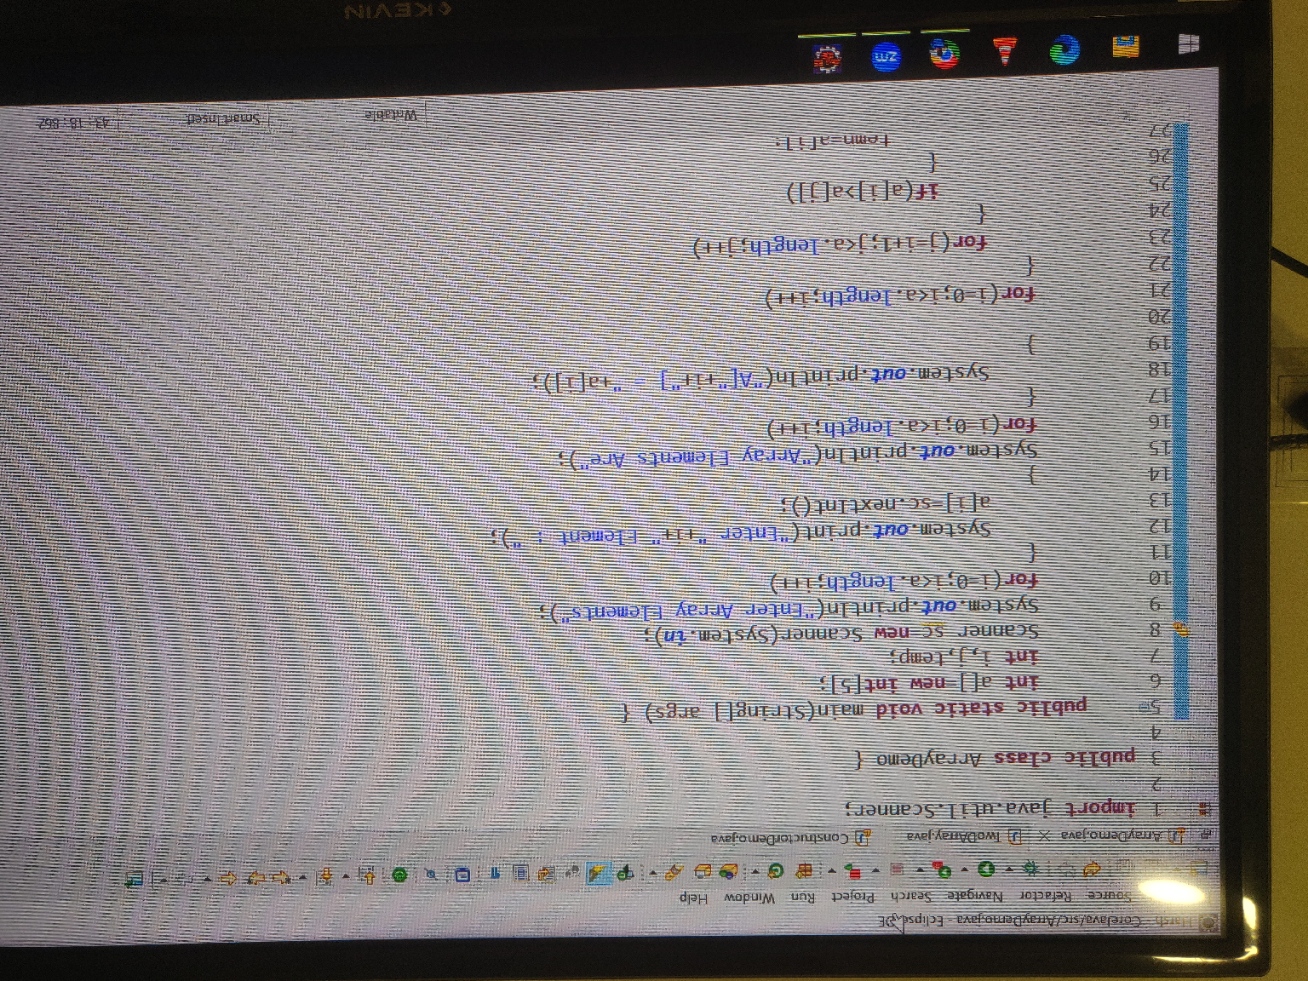 Harsh - CoreJava/src/ArrayDemo.java - Eclipse IDE
Source Refactor Navigate Search Project Run Window Help
ArrayDemo.java TwoDArray.java ConstructorDemo.java
1 import java.util.Scanner;
2
3 public class ArrayDemo {
4
5 public static void main(String[] args) {
6 int a[]=new int[5];
7 int i,j,temp;
8 Scanner sc=new Scanner(System.in);
9 System.out.println("Enter Array Elements");
10 for(i=0;i<a.length;i++)
11 {
12 System.out.print("Enter "+i+" Element : ");
13 a[i]=sc.nextInt();
14 }
15 System.out.println("Array Elements Are");
16 for(i=0;i<a.length;i++)
17 {
18 System.out.println("A["+i+"] = "+a[i]);
19 }
20
21 for(i=0;i<a.length;i++)
22 {
23 for(j=i+1;j<a.length;j++)
24 {
25 if(a[i]>a[j])
26 {
27 temp=a[i];
Writable Smart Insert 43 : 18 : 862
zm
KEVIN